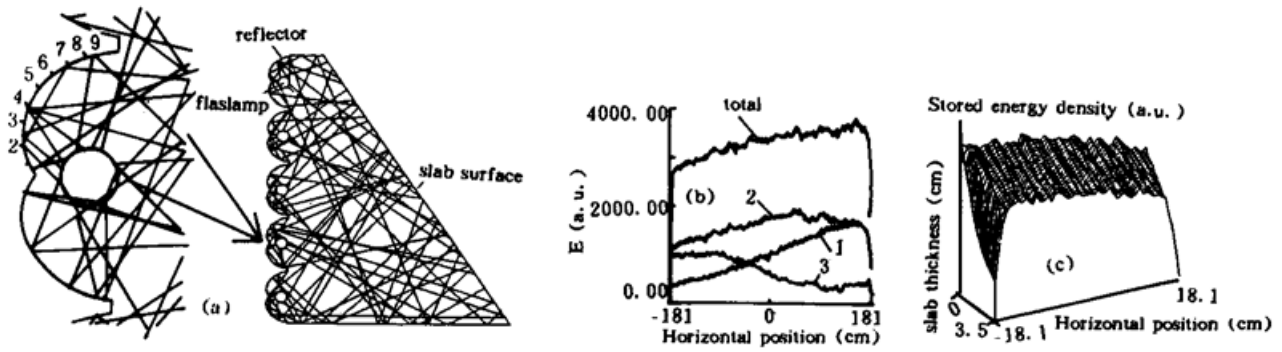 reflector
9
8
7
6
5
4
3
2
flaslamp
slab surface
(a)
4000.00
total
(b)
2
2000.00
E (a.u.)
1
3
0.00
-181
0
181
Horizontal position (cm)
Stored energy density (a.u.)
slab thickness (cm)
(c)
0
3.5
-18.1
18.1
Horizontal position (cm)